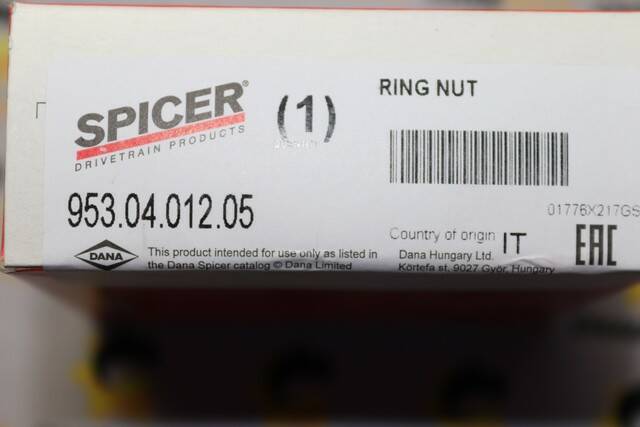 SPICER®
DRIVETRAIN PRODUCTS
(1)
RING NUT
953.04.012.05
01776X217GS
Country of origin IT
EAC
DANA
This product intended for use only as listed in
the Dana Spicer catalog © Dana Limited
Dana Hungary Ltd.
Körtefa st, 9027 Győr, Hungary